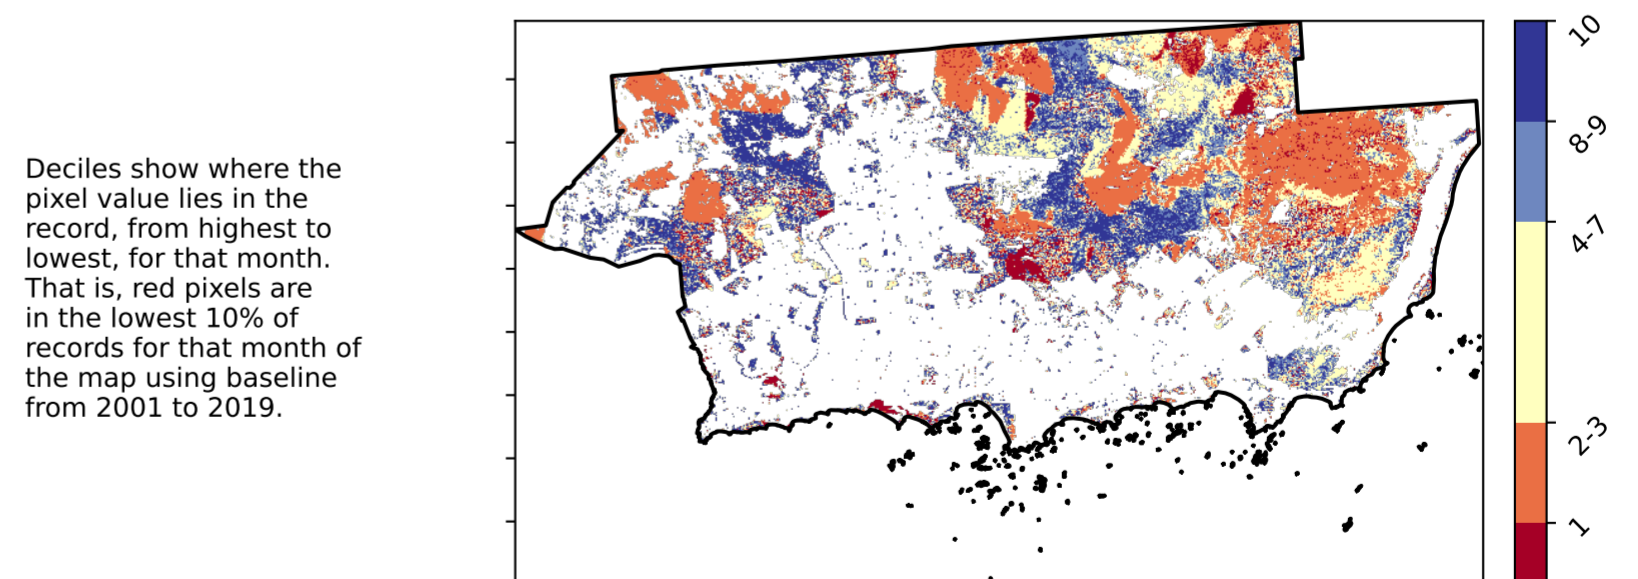 Deciles show where the
pixel value lies in the
record, from highest to
lowest, for that month.
That is, red pixels are
in the lowest 10% of
records for that month of
the map using baseline
from 2001 to 2019.
10
8-9
4-7
2-3
1